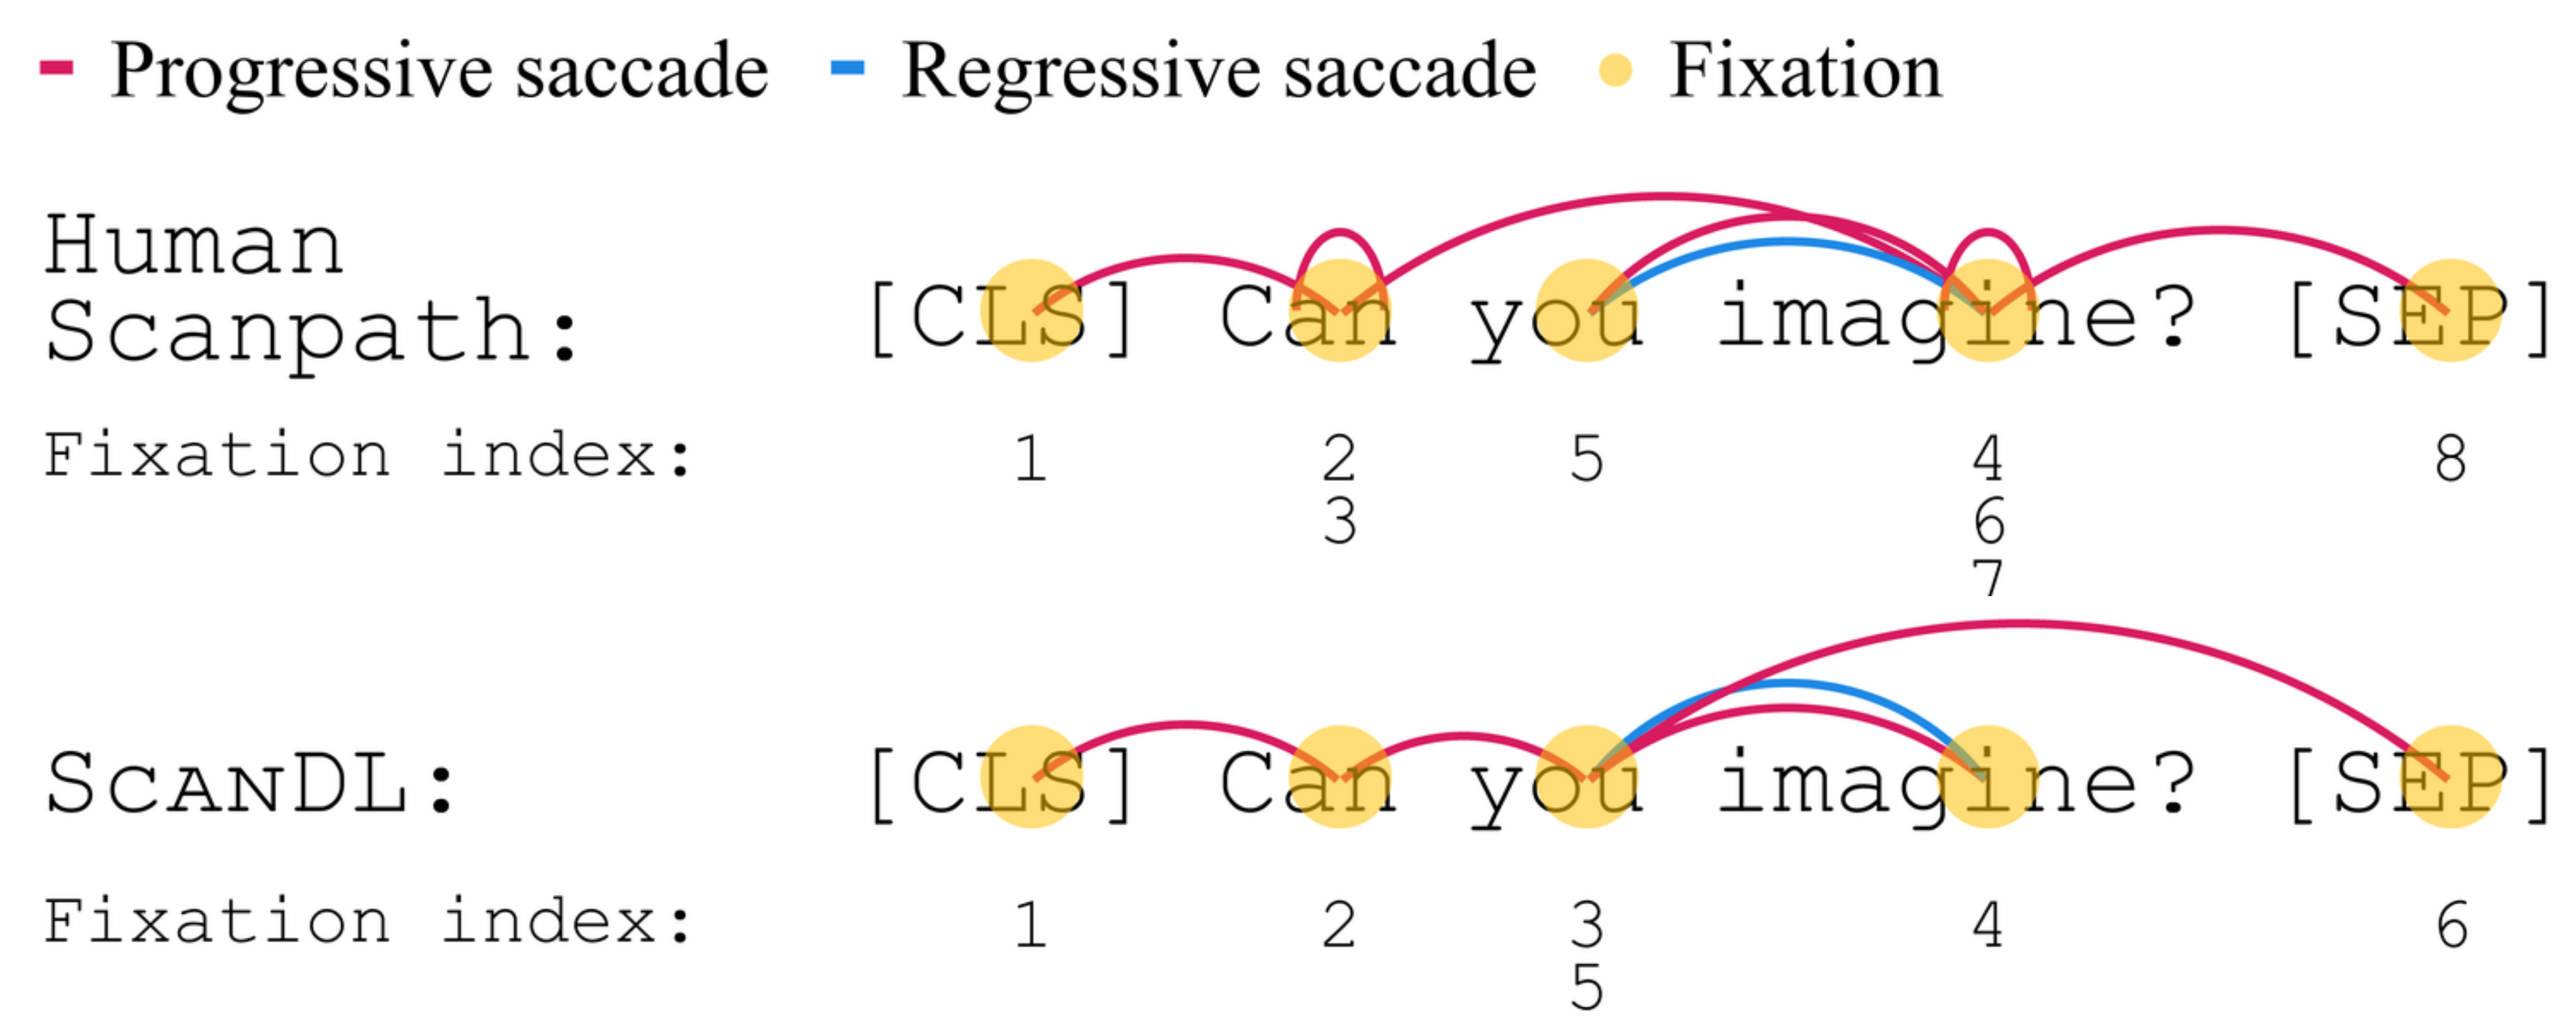 Progressive saccade Regressive saccade Fixation
Human
Scanpath:
[CLS] Can you imagine? [SEP]
Fixation index: 1 2 5 4 8
3 6
7
SCANDL: [CLS] Can you imagine? [SEP]
Fixation index: 1 2 3 4 6
5